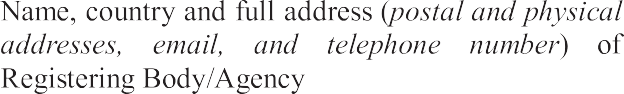 Name, country and full address (postal and physical
addresses, email, and telephone number) of
Registering Body/Agency